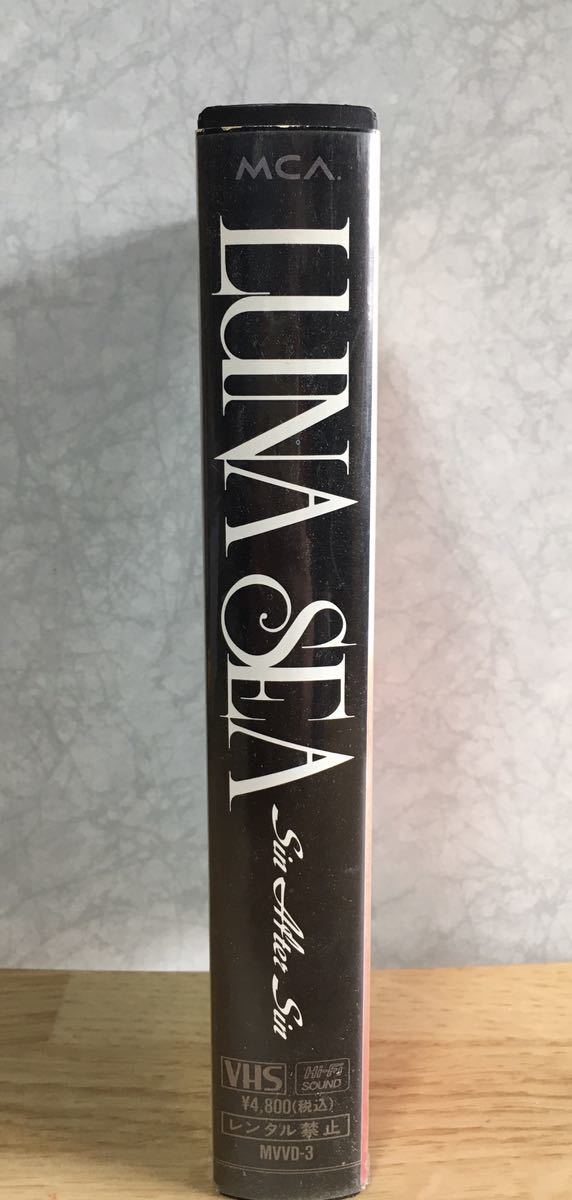 MCA.
LUNA SEA
Sin After Sin
VHS Hi-Fi SOUND
¥4,800(税込)
レンタル禁止
MVVD-3